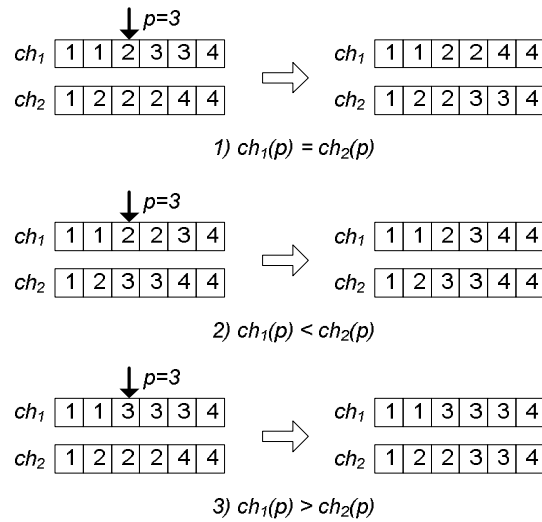 p=3
ch₁ 1 1 2 3 3 4 1 1 2 2 4 4
ch₂ 1 2 2 2 4 4 1 2 2 3 3 4
1) ch₁(p) = ch₂(p)
p=3
ch₁ 1 1 2 2 3 4 ch₁ 1 1 2 3 4 4
ch₂ 1 2 3 3 4 4 ch₂ 1 2 3 3 4 4
2) ch₁(p) < ch₂(p)
p=3
ch₁ 1 1 3 3 3 4 ch₁ 1 1 3 3 3 4
ch₂ 1 2 2 2 4 4 ch₂ 1 2 2 3 3 4
3) ch₁(p) > ch₂(p)